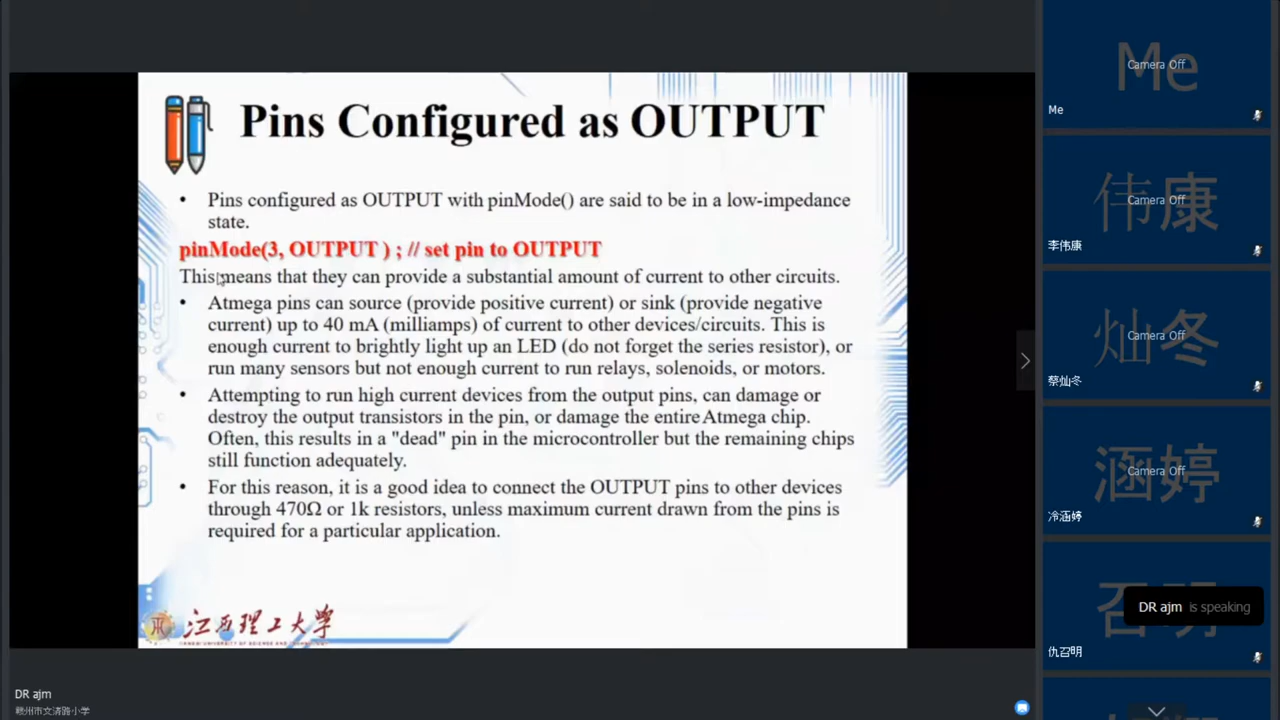 Pins Configured as OUTPUT
• Pins configured as OUTPUT with pinMode() are said to be in a low-impedance
state.
pinMode(3, OUTPUT ) ; // set pin to OUTPUT
This means that they can provide a substantial amount of current to other circuits.
• Atmega pins can source (provide positive current) or sink (provide negative
current) up to 40 mA (milliamps) of current to other devices/circuits. This is
enough current to brightly light up an LED (do not forget the series resistor), or
run many sensors but not enough current to run relays, solenoids, or motors.
• Attempting to run high current devices from the output pins, can damage or
destroy the output transistors in the pin, or damage the entire Atmega chip.
Often, this results in a "dead" pin in the microcontroller but the remaining chips
still function adequately.
• For this reason, it is a good idea to connect the OUTPUT pins to other devices
through 470Ω or 1k resistors, unless maximum current drawn from the pins is
required for a particular application.
江西理工大学
DR ajm
赣州市文清路小学
Me
Camera Off
Me
伟康
Camera Off
李伟康
灿冬
Camera Off
蔡灿冬
涵婷
Camera Off
冷涵婷
召明
DR ajm is speaking
仇召明